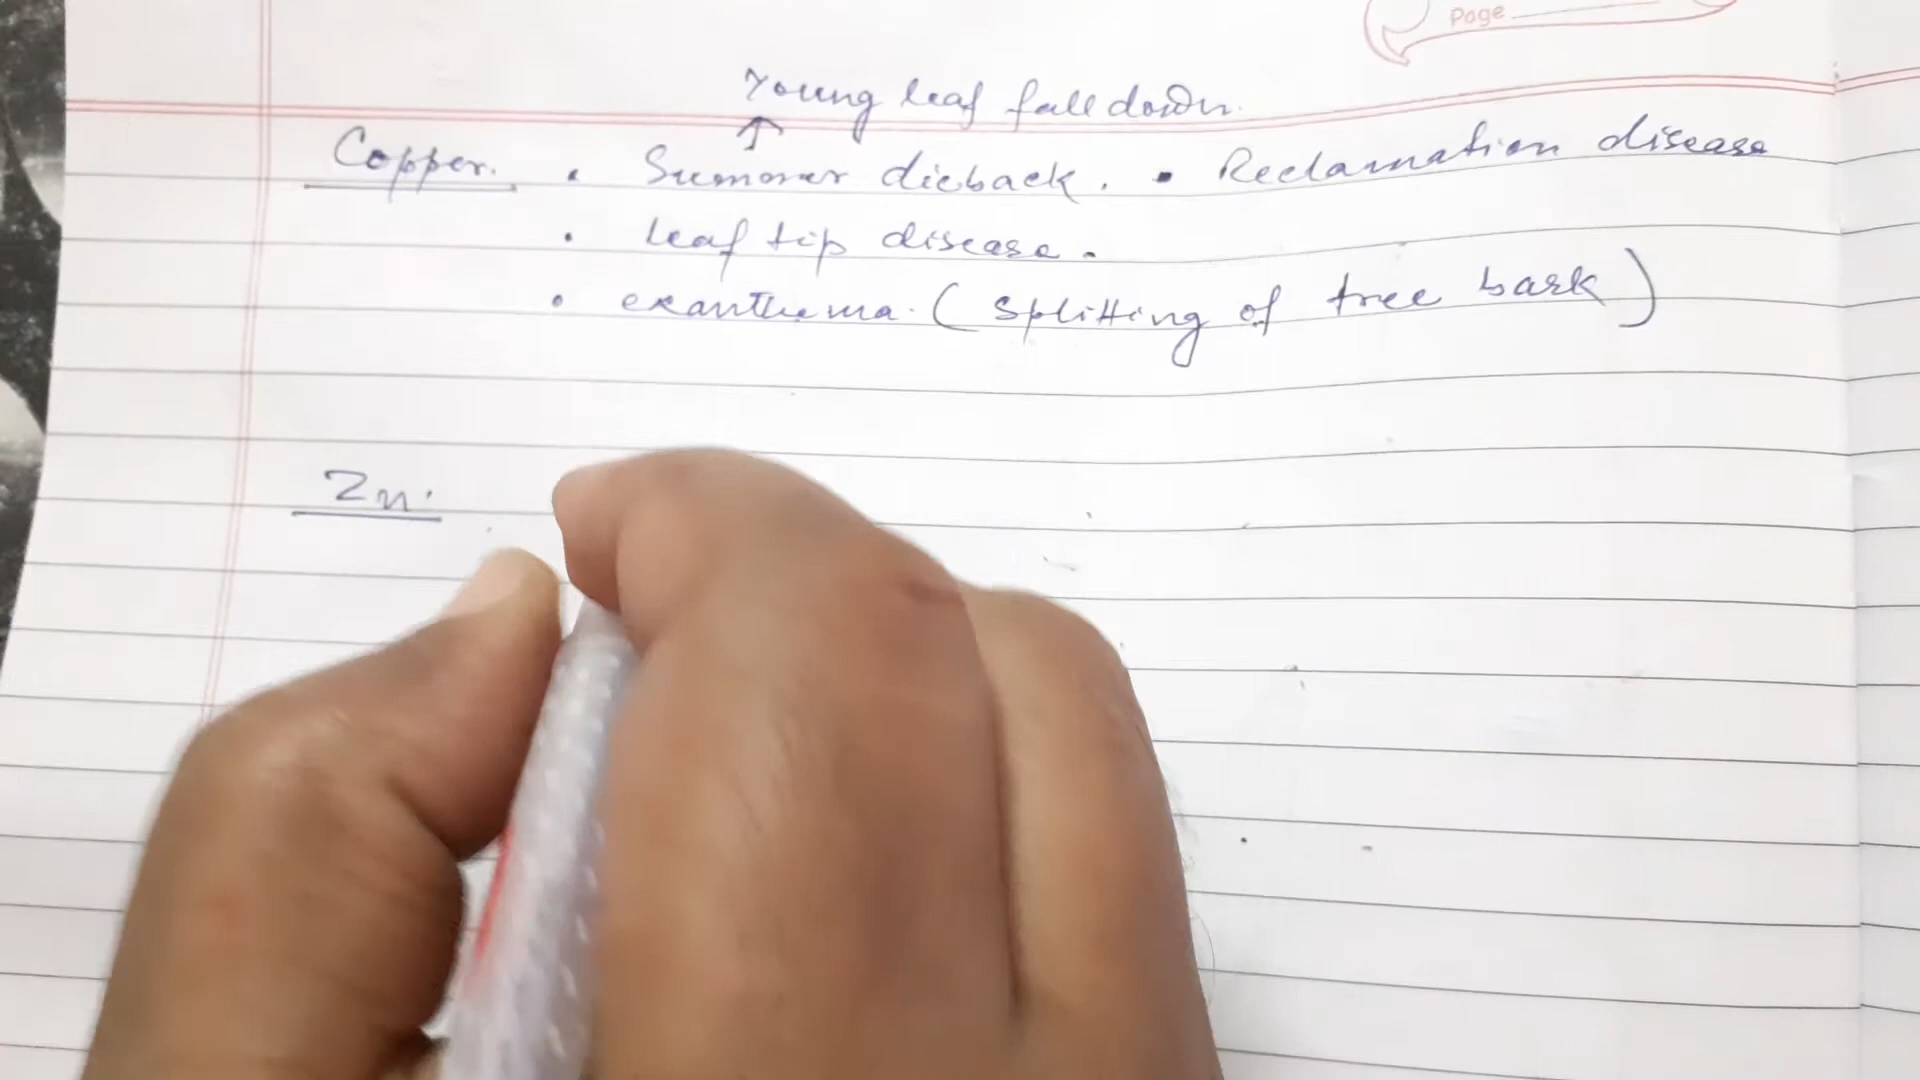 Page
Young leaf fall down.
↑
Copper. • Summer dieback. • Reclamation disease
• leaf tip disease.
• exanthema. ( Splitting of tree bark )
Zn.